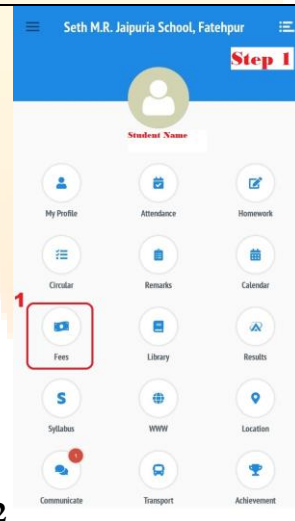 Seth M.R. Jaipuria School, Fatehpur
Step 1
Student Name
My Profile Attendance Homework
Circular Remarks Calendar
1
Fees Library Results
S
Syllabus WWW Location
1
Communicate Transport Achievement
2